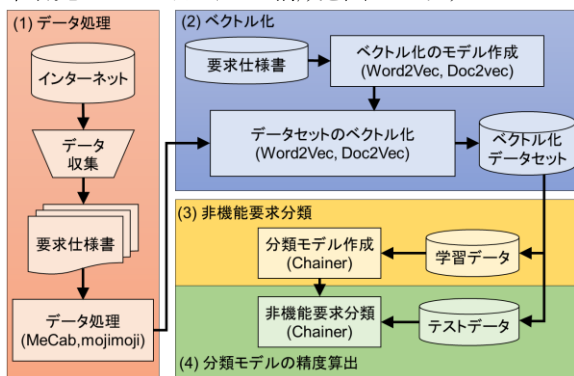 (1) データ処理
インターネット
データ
収集
要求仕様書
データ処理
(MeCab,mojimoji)
(2) ベクトル化
要求仕様書
ベクトル化のモデル作成
(Word2Vec, Doc2vec)
データセットのベクトル化
(Word2Vec, Doc2Vec)
ベクトル化
データセット
(3) 非機能要求分類
分類モデル作成
(Chainer)
学習データ
非機能要求分類
(Chainer)
テストデータ
(4) 分類モデルの精度算出